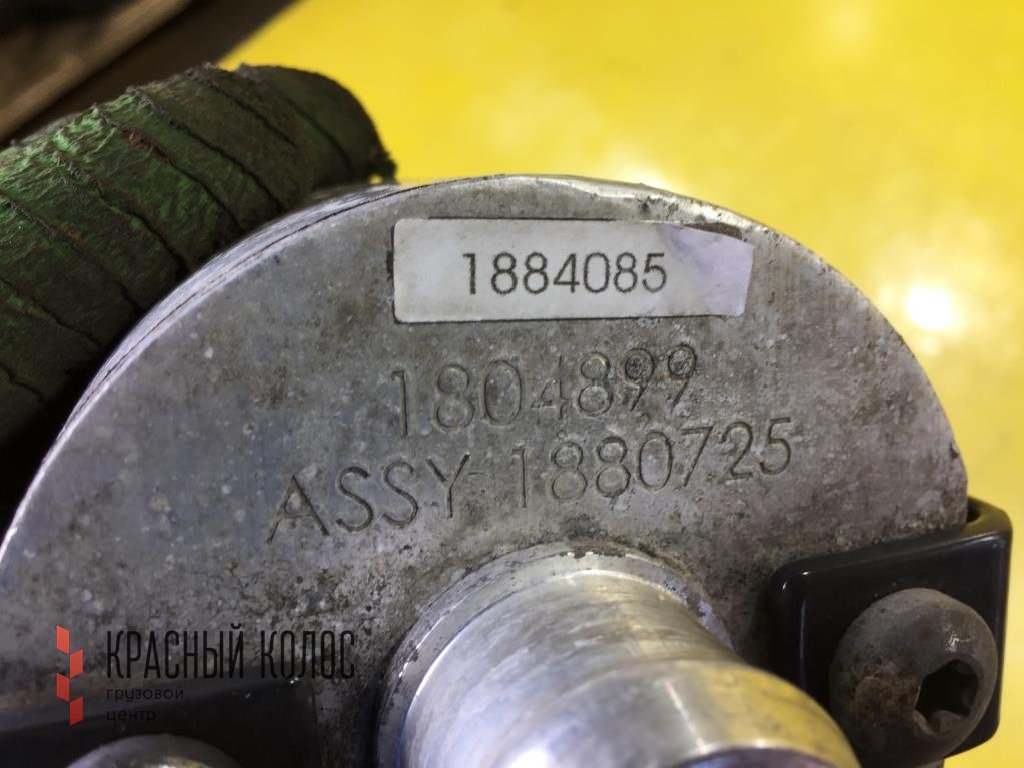 1884085
1804899
ASSY 1880725
КРАСНЫЙ КОЛОС
грузовой
центр